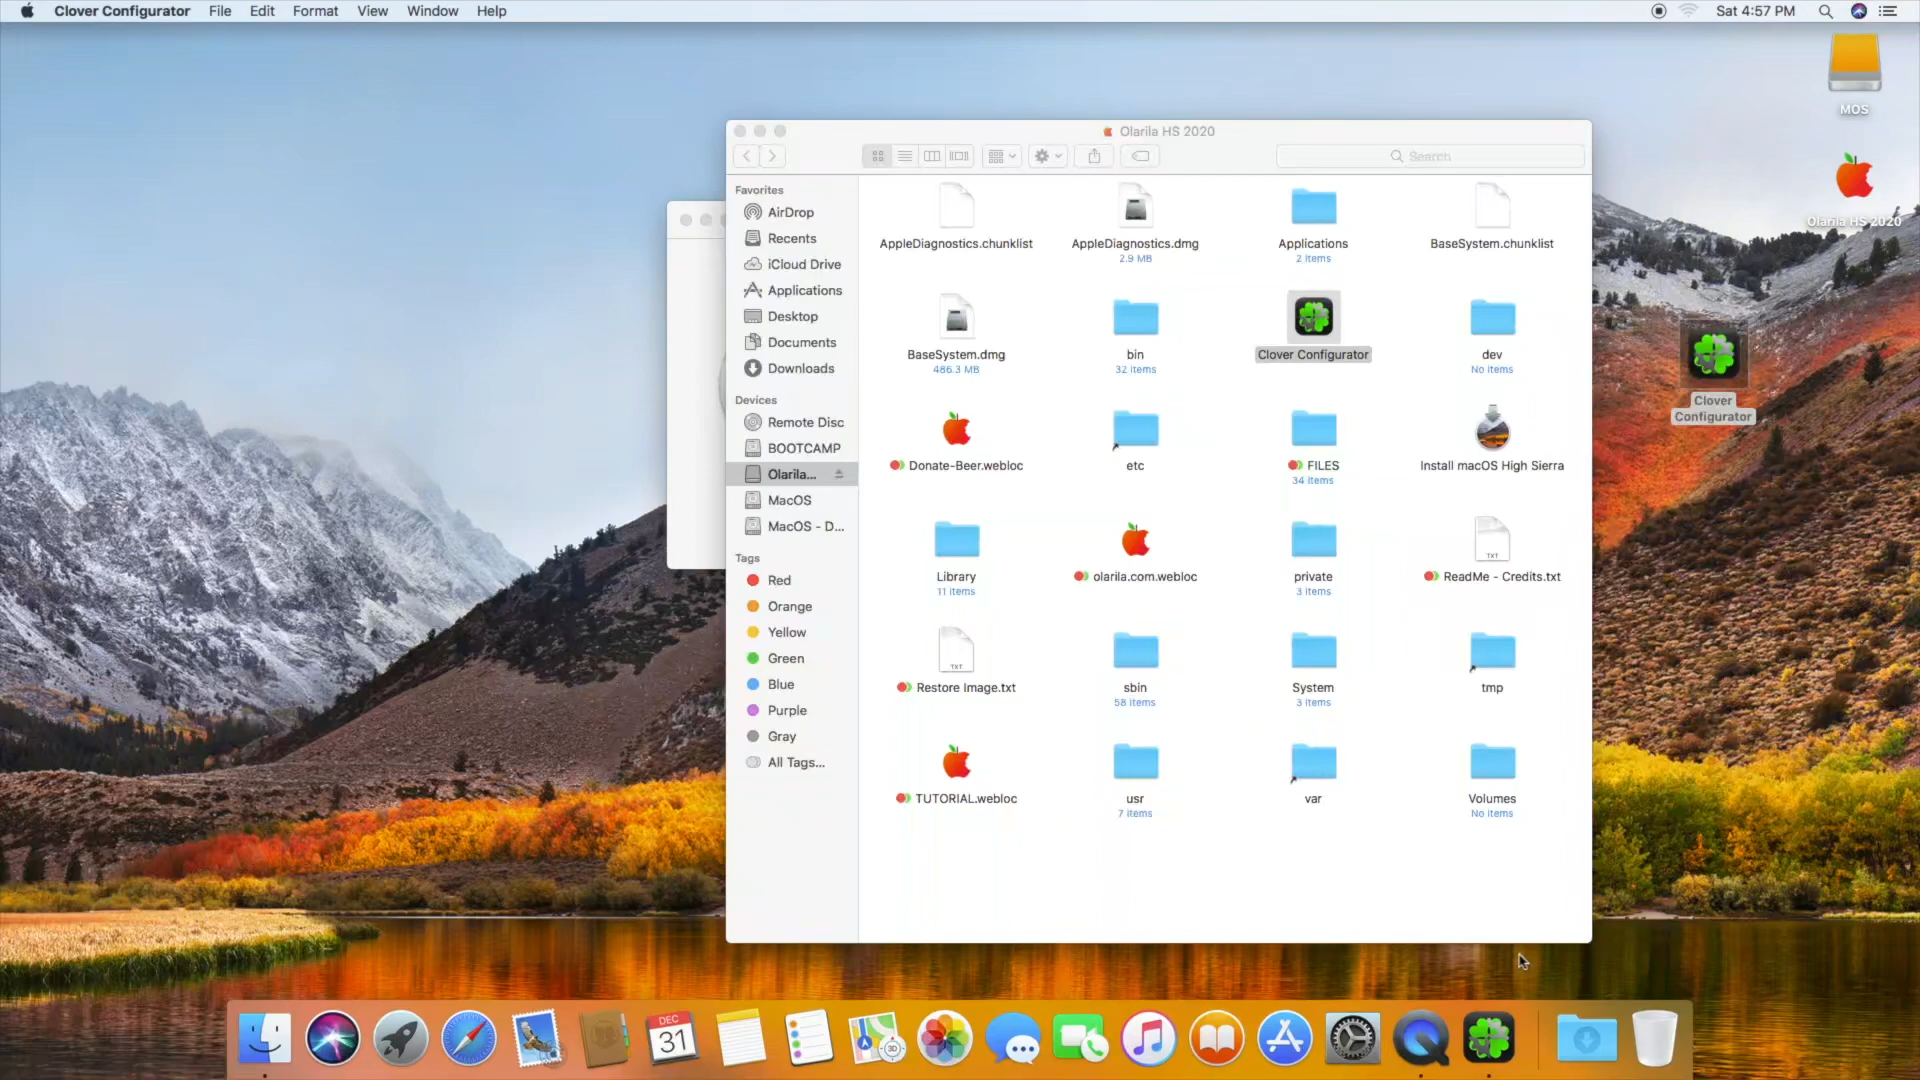 Clover Configurator File Edit Format View Window Help
Sat 4:57 PM
MOS
Olarila HS 2020
Clover
Configurator
Olarila HS 2020
Search
Favorites
AirDrop
Recents
iCloud Drive
Applications
Desktop
Documents
Downloads
Devices
Remote Disc
BOOTCAMP
Olarila...
MacOS
MacOS - D...
Tags
Red
Orange
Yellow
Green
Blue
Purple
Gray
All Tags...
AppleDiagnostics.chunklist
AppleDiagnostics.dmg
2.9 MB
Applications
2 items
BaseSystem.chunklist
BaseSystem.dmg
486.3 MB
bin
32 items
Clover Configurator
dev
No items
Donate-Beer.webloc
etc
FILES
34 items
Install macOS High Sierra
Library
11 items
olarila.com.webloc
private
3 items
TXT
ReadMe - Credits.txt
TXT
Restore Image.txt
sbin
58 items
System
3 items
tmp
TUTORIAL.webloc
usr
7 items
var
Volumes
No items
DEC
31
3D